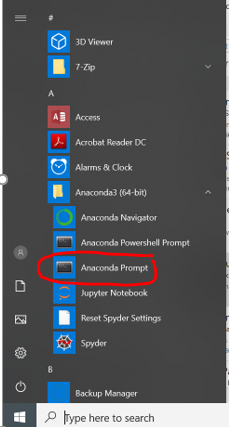 #
3D Viewer
7-Zip
A
Access
Acrobat Reader DC
Alarms & Clock
Anaconda3 (64-bit)
Anaconda Navigator
Anaconda Powershell Prompt
Anaconda Prompt
Jupyter Notebook
Reset Spyder Settings
Spyder
B
Backup Manager
Type here to search